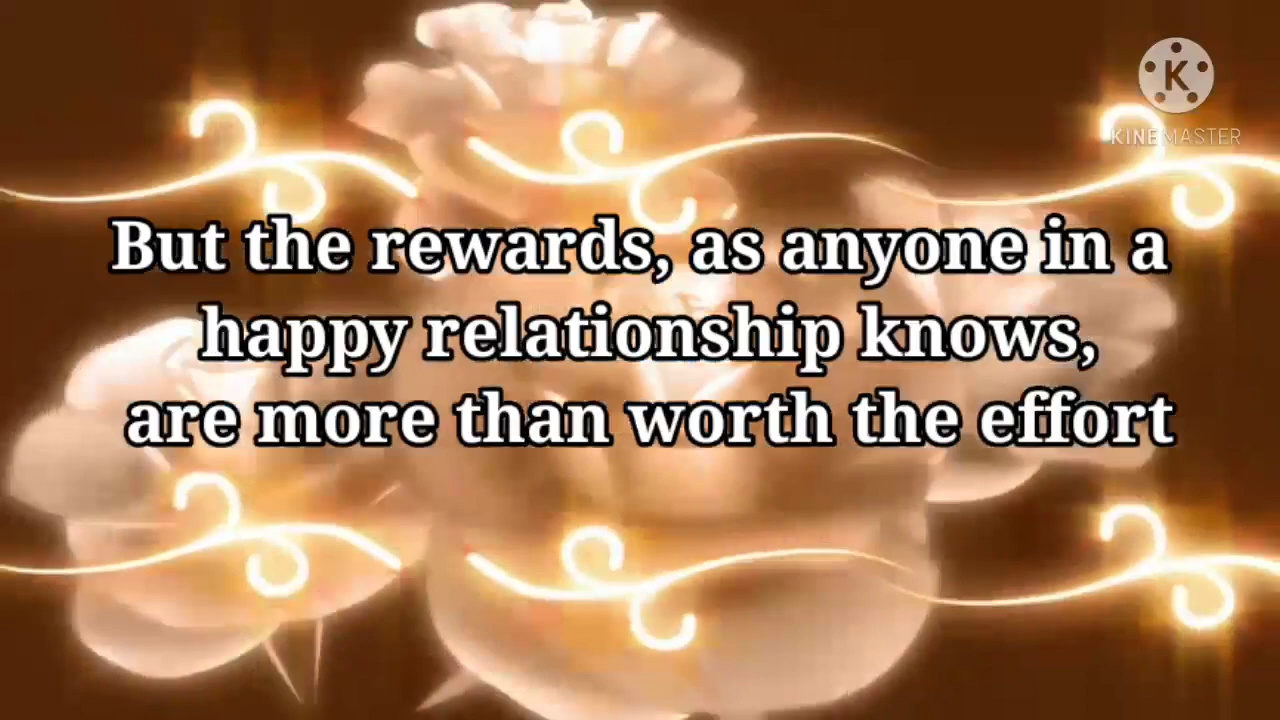 K
KINEMASTER
But the rewards, as anyone in a
happy relationship knows,
are more than worth the effort